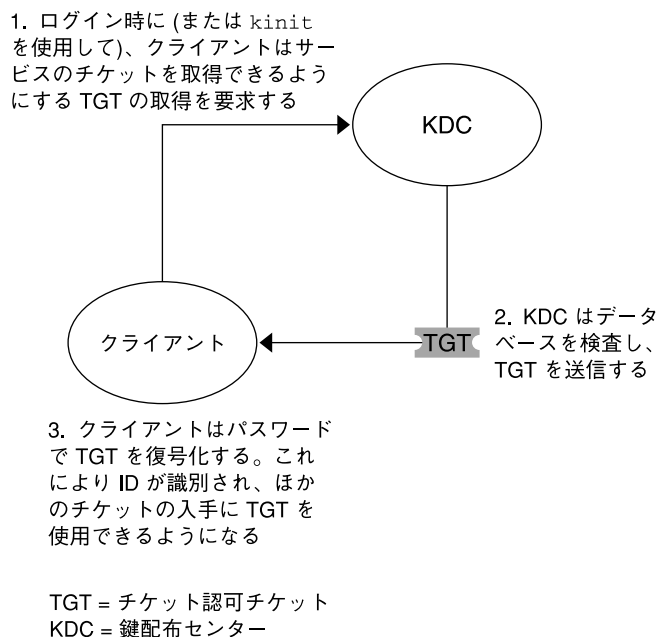 1. ログイン時に (または kinit
を使用して)、クライアントはサー
ビスのチケットを取得できるよう
にする TGT の取得を要求する
KDC
クライアント
TGT
2. KDC はデータ
ベースを検査し、
TGT を送信する
3. クライアントはパスワード
で TGT を復号化する。これ
により ID が識別され、ほか
のチケットの入手に TGT を
使用できるようになる
TGT = チケット認可チケット
KDC = 鍵配布センター